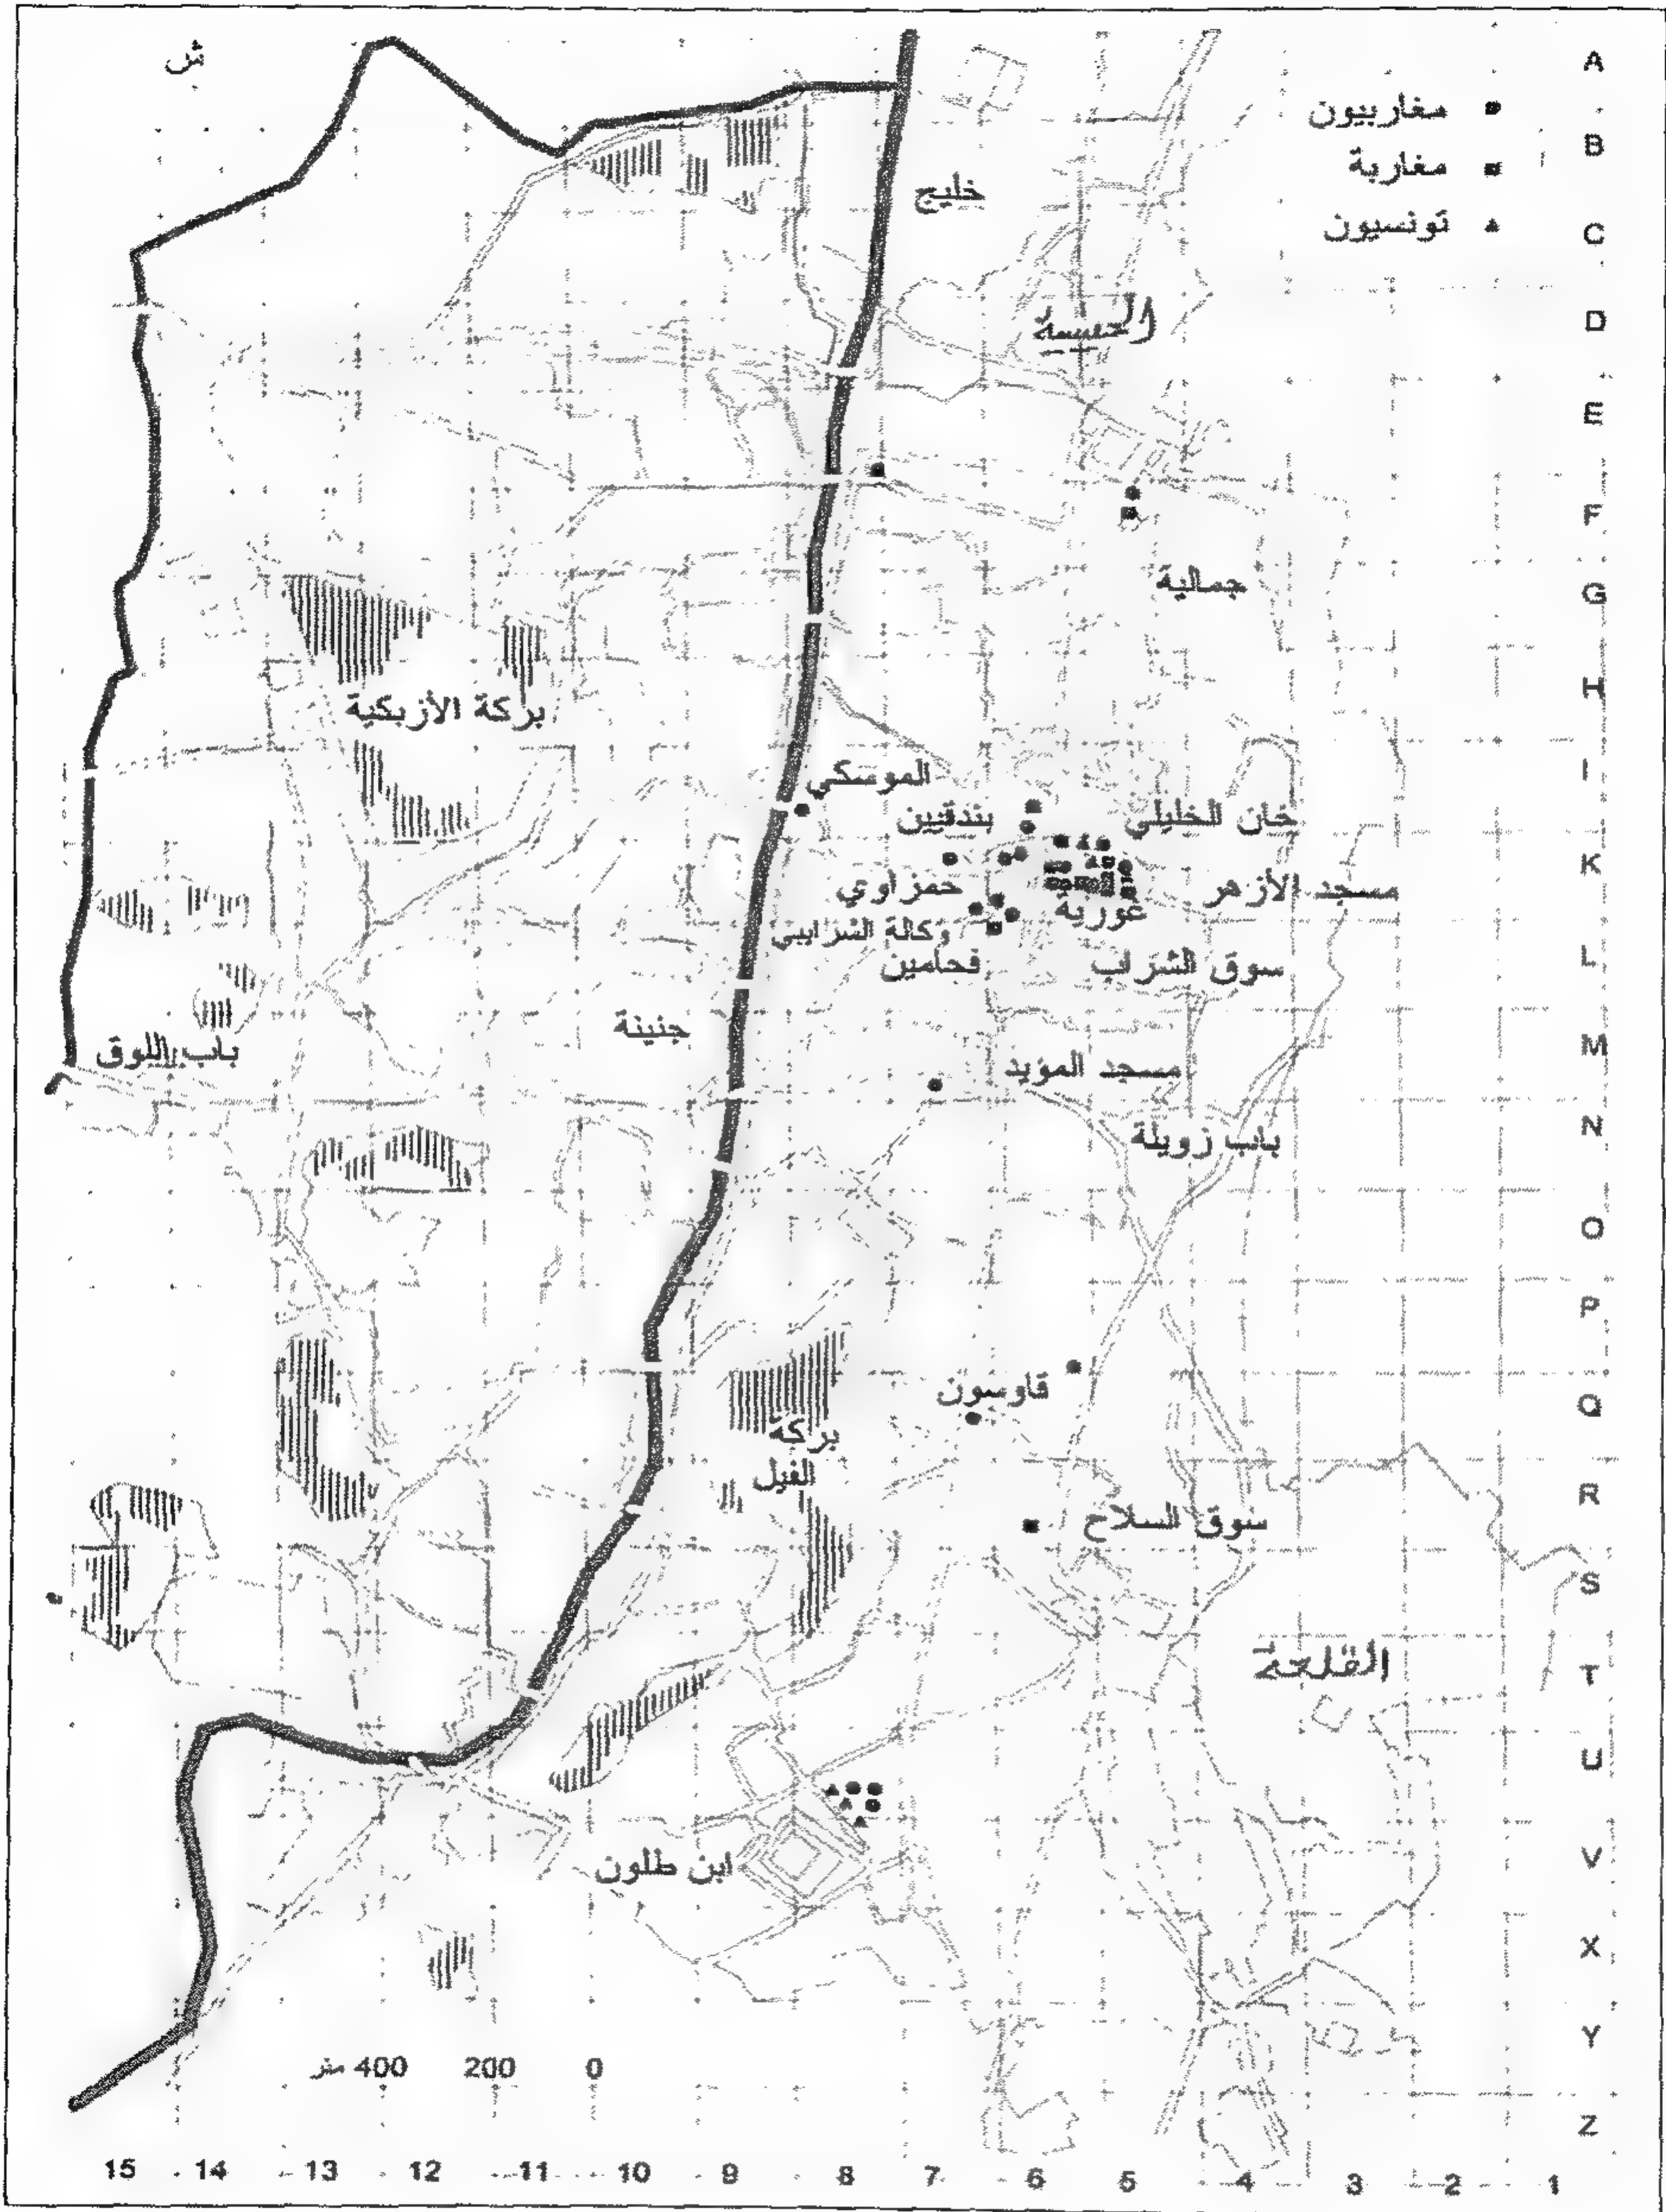 ش
مغاربيون
مغاربة
تونسيون
خليج
جمالية
بركة الأزبكية
الموسكي
بندقيين
خان الخليلي
حمزاوي
غورية
مسجد الأزهر
وكالة الشرايبي
فحامين
سوق الشراب
جنينة
باب اللوق
مسجد المؤيد
باب زويلة
قاوسون
بركة
الفيل
سوق السلاح
القلعة
ابن طلون
400 متر 200 0
A
B
C
D
E
F
G
H
I
K
L
M
N
O
P
Q
R
S
T
U
V
X
Y
Z
15 14 13 12 11 10 9 8 7 6 5 4 3 2 1